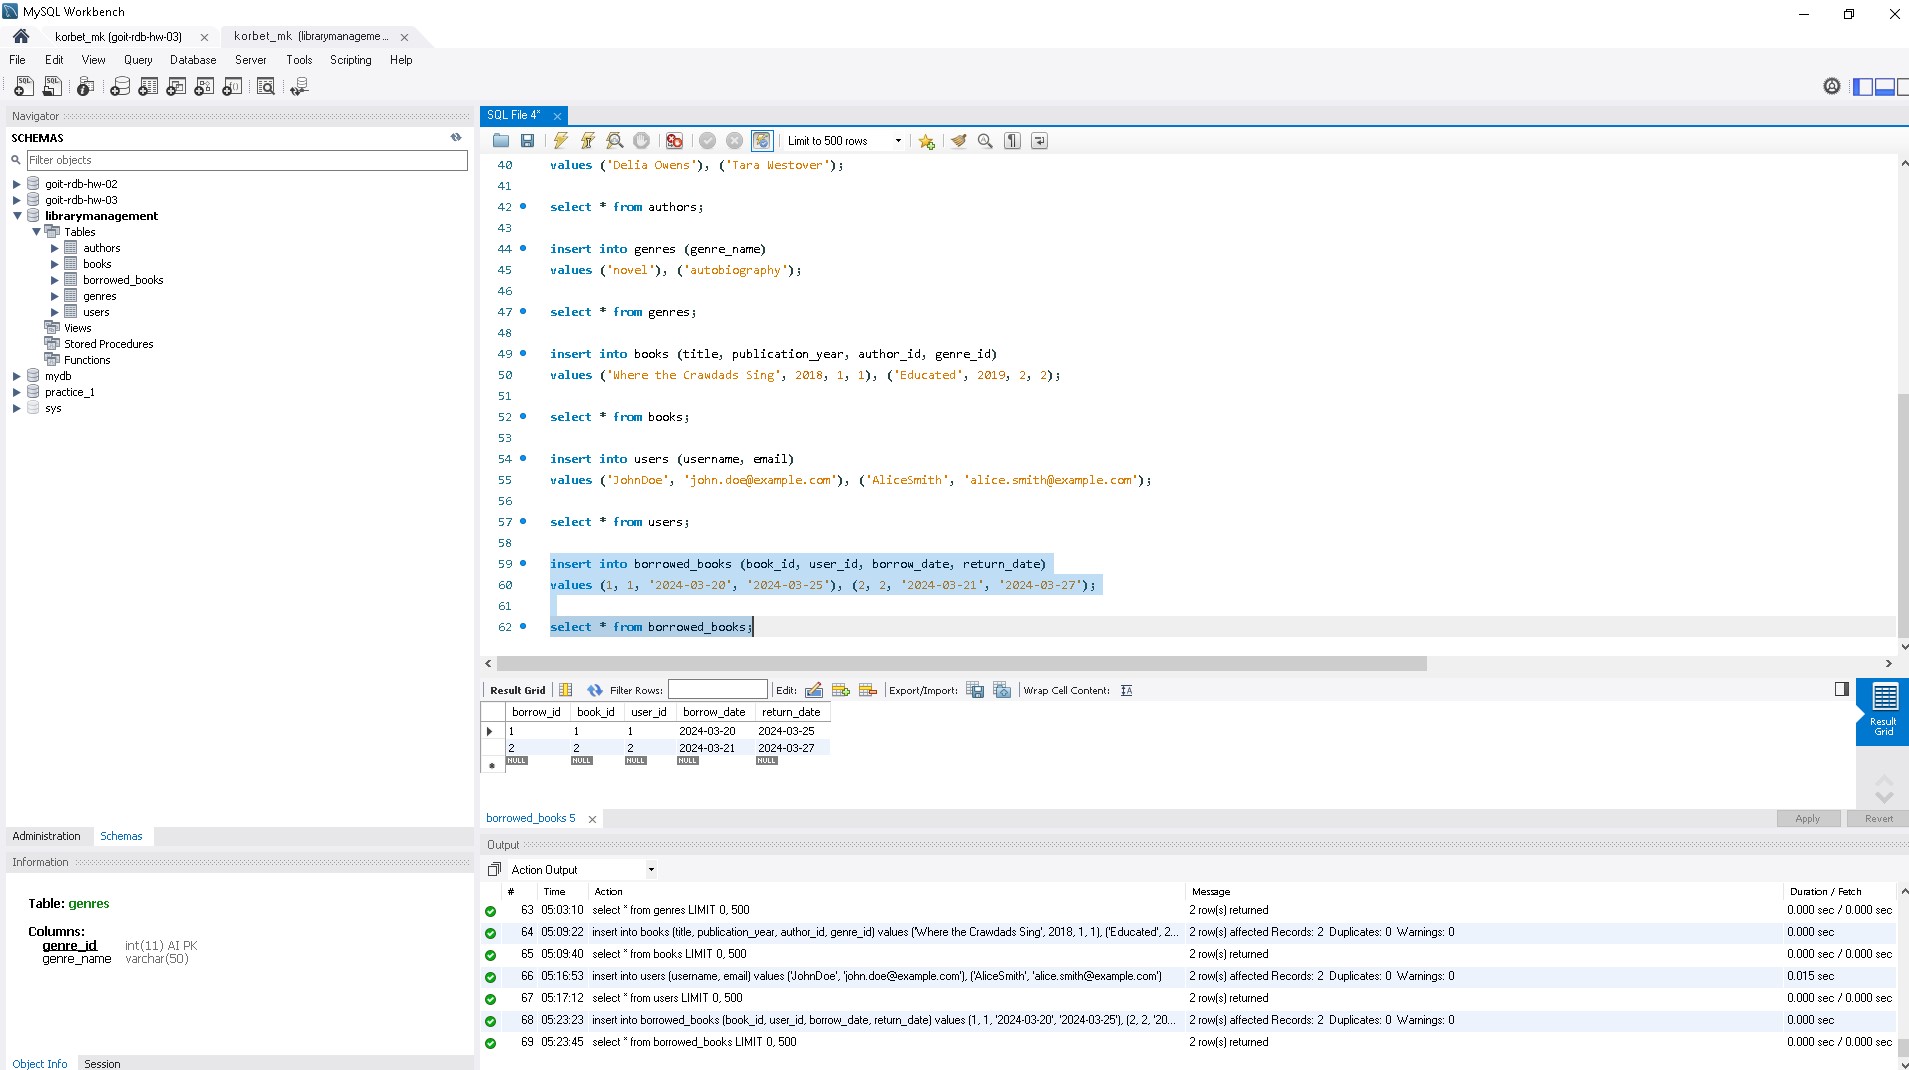 MySQL Workbench
korbet_mk (goit-rdb-hw-03)
korbet_mk (librarymanageme...
File Edit View Query Database Server Tools Scripting Help
Navigator
SCHEMAS
Filter objects
goit-rdb-hw-02
goit-rdb-hw-03
librarymanagement
Tables
authors
books
borrowed_books
genres
users
Views
Stored Procedures
Functions
mydb
practice_1
sys
Administration Schemas
Information
Table: genres
Columns:
genre_id int(11) AI PK
genre_name varchar(50)
Object Info Session
SQL File 4*
Limit to 500 rows
40 values ('Delia Owens'), ('Tara Westover');
41
42 select * from authors;
43
44 insert into genres (genre_name)
45 values ('novel'), ('autobiography');
46
47 select * from genres;
48
49 insert into books (title, publication_year, author_id, genre_id)
50 values ('Where the Crawdads Sing', 2018, 1, 1), ('Educated', 2019, 2, 2);
51
52 select * from books;
53
54 insert into users (username, email)
55 values ('JohnDoe', 'john.doe@example.com'), ('AliceSmith', 'alice.smith@example.com');
56
57 select * from users;
58
59 insert into borrowed_books (book_id, user_id, borrow_date, return_date)
60 values (1, 1, '2024-03-20', '2024-03-25'), (2, 2, '2024-03-21', '2024-03-27');
61
62 select * from borrowed_books;
Result Grid Filter Rows: Edit: Export/Import: Wrap Cell Content:
borrow_id book_id user_id borrow_date return_date
1 1 1 2024-03-20 2024-03-25
2 2 2 2024-03-21 2024-03-27
NULL NULL NULL NULL NULL
Result
Grid
borrowed_books 5
Apply Revert
Output
Action Output
# Time Action Message Duration / Fetch
63 05:03:10 select * from genres LIMIT 0, 500 2 row(s) returned 0.000 sec / 0.000 sec
64 05:09:22 insert into books (title, publication_year, author_id, genre_id) values ('Where the Crawdads Sing', 2018, 1, 1), ('Educated', 2... 2 row(s) affected Records: 2 Duplicates: 0 Warnings: 0 0.000 sec
65 05:09:40 select * from books LIMIT 0, 500 2 row(s) returned 0.000 sec / 0.000 sec
66 05:16:53 insert into users (username, email) values ('JohnDoe', 'john.doe@example.com'), ('AliceSmith', 'alice.smith@example.com') 2 row(s) affected Records: 2 Duplicates: 0 Warnings: 0 0.015 sec
67 05:17:12 select * from users LIMIT 0, 500 2 row(s) returned 0.000 sec / 0.000 sec
68 05:23:23 insert into borrowed_books (book_id, user_id, borrow_date, return_date) values (1, 1, '2024-03-20', '2024-03-25'), (2, 2, '20... 2 row(s) affected Records: 2 Duplicates: 0 Warnings: 0 0.000 sec
69 05:23:45 select * from borrowed_books LIMIT 0, 500 2 row(s) returned 0.000 sec / 0.000 sec